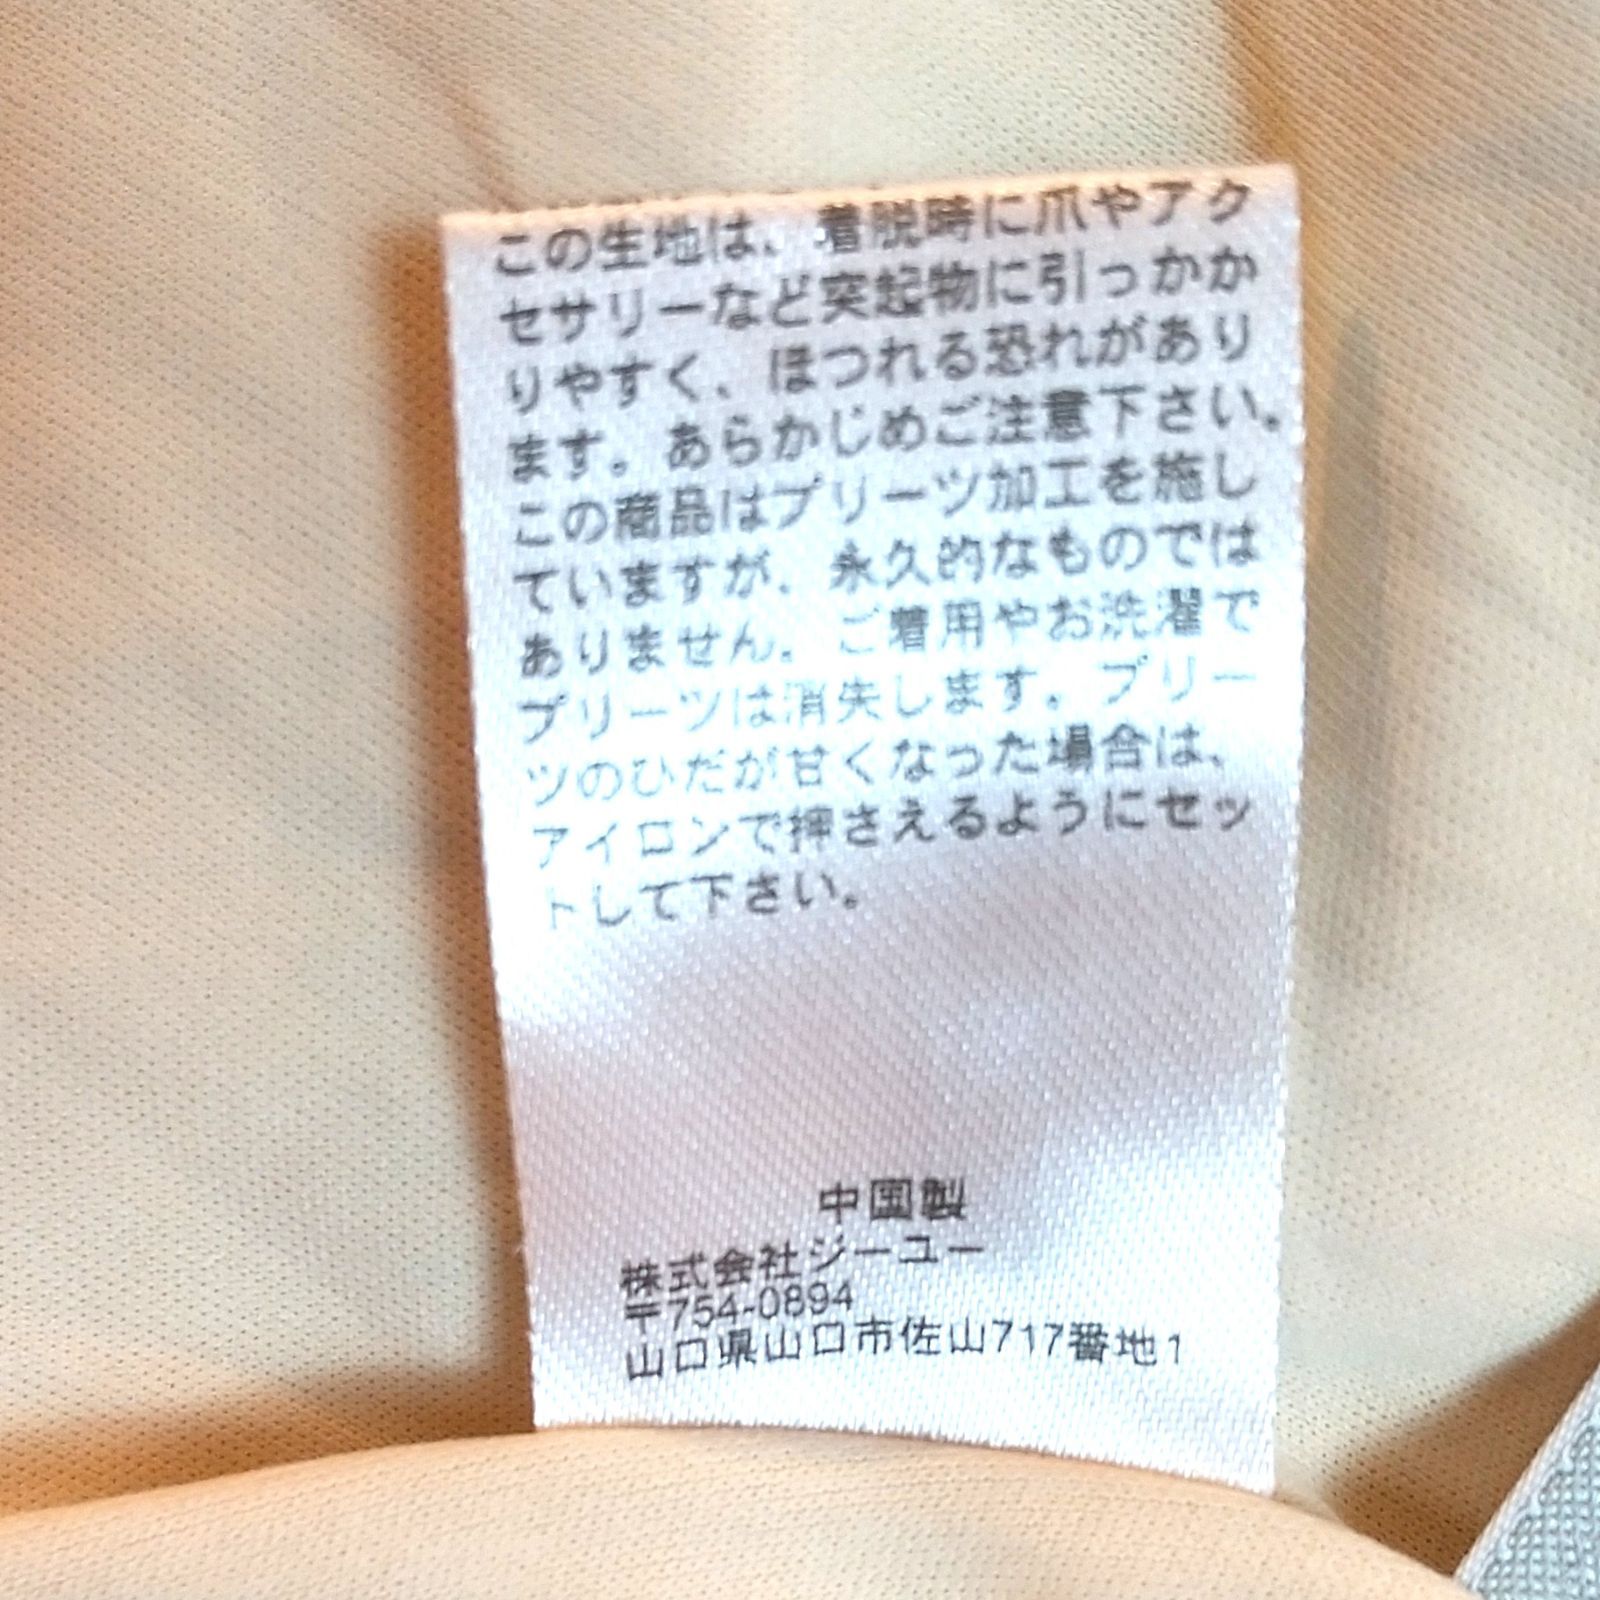 この生地は、着脱時に爪やアク
セサリーなど突起物に引っかか
りやすく、ほつれる恐れがあり
ます。あらかじめご注意下さい。
この商品はプリーツ加工を施し
ていますが、永久的なものでは
ありません。ご着用やお洗濯で
プリーツは消失します。プリー
ツのひだが甘くなった場合は、
アイロンで押さえるようにセッ
トして下さい。
中国製
株式会社ジーユー
〒754-0894
山口県山口市佐山717番地1